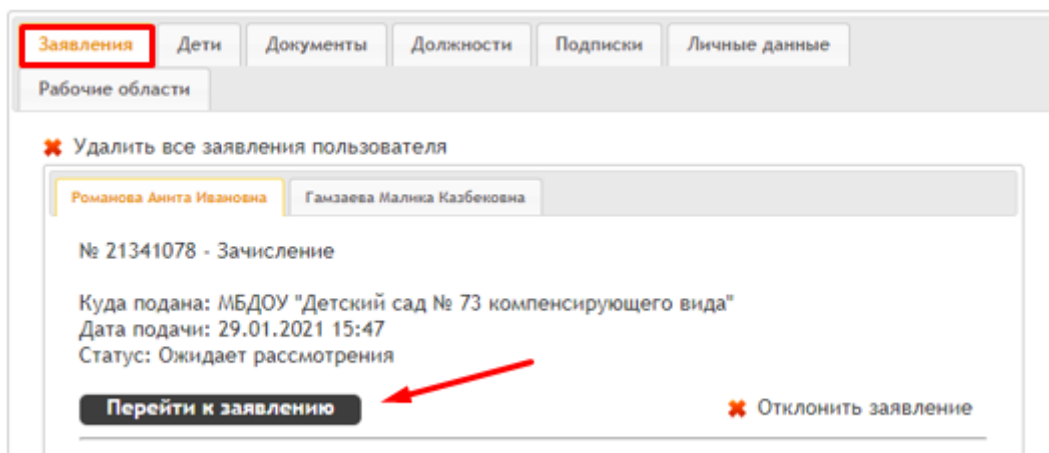 Заявления Дети Документы Должности Подписки Личные данные
Рабочие области
Удалить все заявления пользователя
Романова Анита Ивановна Гамзаева Малика Казбековна
№ 21341078 - Зачисление
Куда подана: МБДОУ "Детский сад № 73 компенсирующего вида"
Дата подачи: 29.01.2021 15:47
Статус: Ожидает рассмотрения
Перейти к заявлению Отклонить заявление